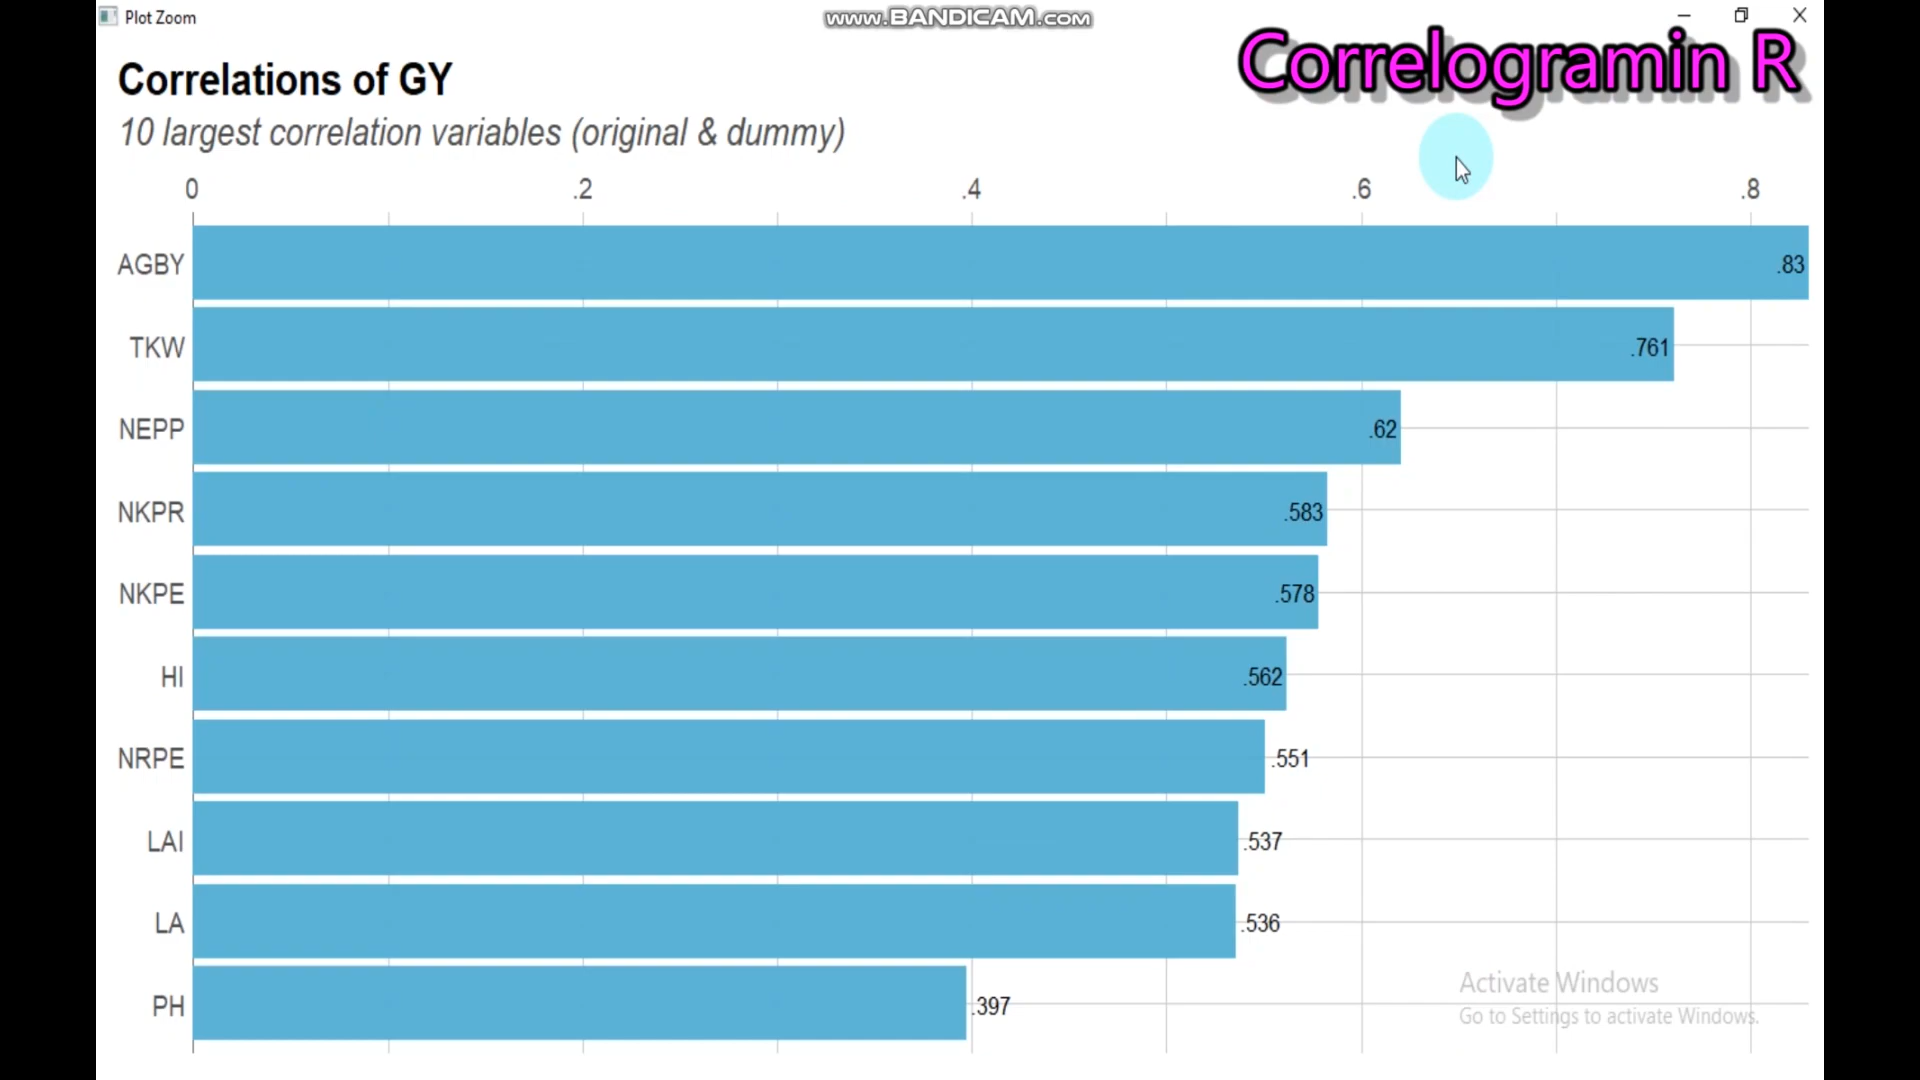 Plot Zoom
www.BANDICAM.com
Correlogramin R
Correlations of GY
10 largest correlation variables (original & dummy)
0 .2 .4 .6 .8
AGBY .83
TKW .761
NEPP .62
NKPR .583
NKPE .578
HI .562
NRPE .551
LAI .537
LA .536
PH .397
Activate Windows
Go to Settings to activate Windows.